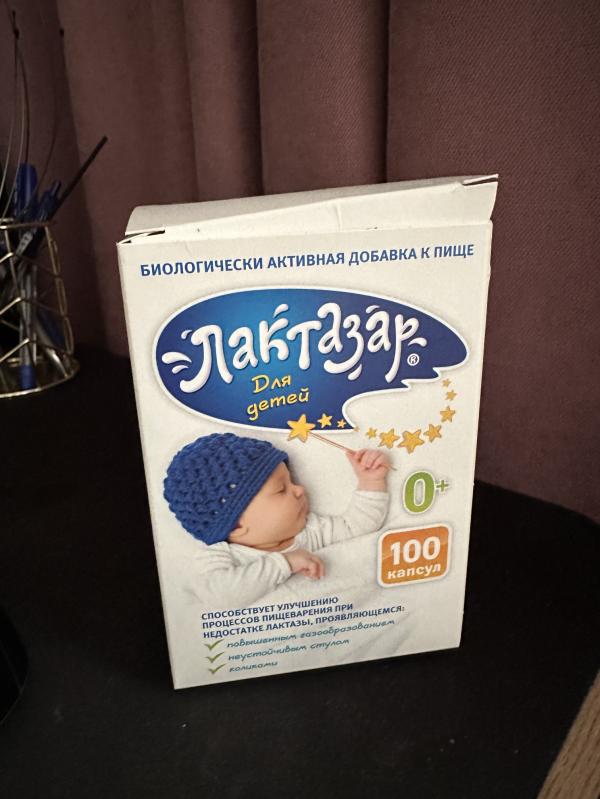 БИОЛОГИЧЕСКИ АКТИВНАЯ ДОБАВКА К ПИЩЕ
Лактазар®
Для
детей
0+
100
капсул
СПОСОБСТВУЕТ УЛУЧШЕНИЮ
ПРОЦЕССОВ ПИЩЕВАРЕНИЯ ПРИ
НЕДОСТАТКЕ ЛАКТАЗЫ, ПРОЯВЛЯЮЩЕМСЯ:
повышенным газообразованием
неустойчивым стулом
коликами